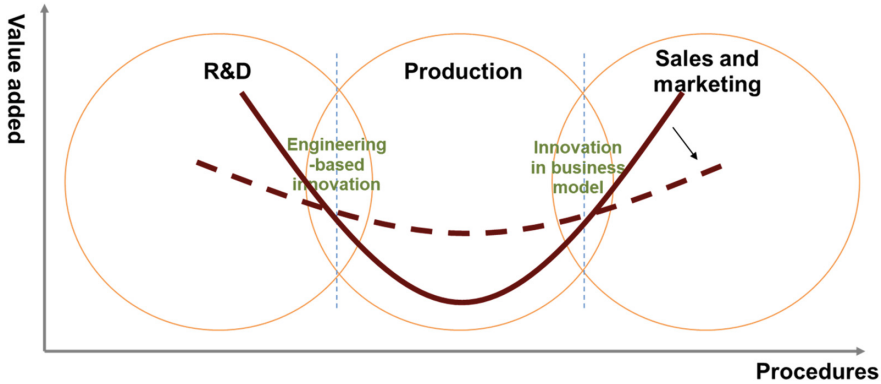 Value added
R&D
Production
Sales and
marketing
Engineering
-based
innovation
Innovation
in business
model
Procedures